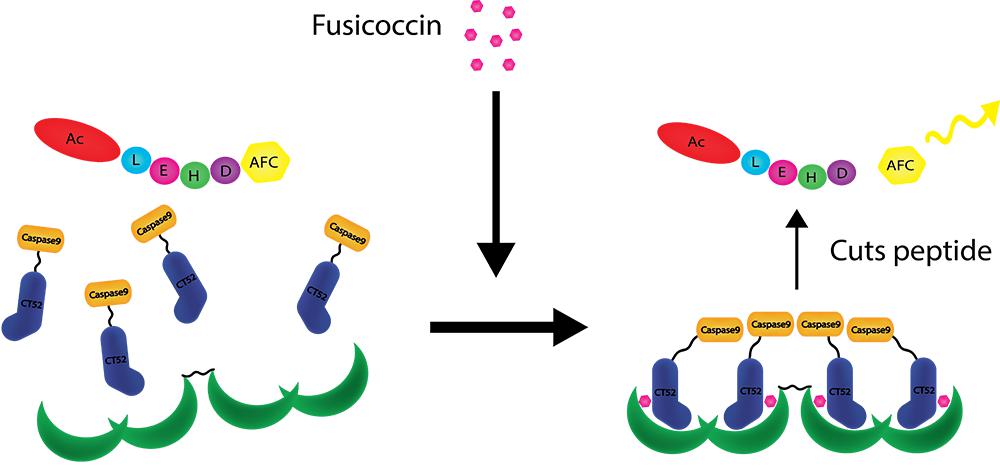 Fusicoccin
Ac L E H D AFC
Ac L E H D AFC
Caspase9
Caspase9
Caspase9
Caspase9
CT52
CT52
CT52
CT52
Cuts peptide
Caspase9 Caspase9 Caspase9 Caspase9
CT52 CT52 CT52 CT52